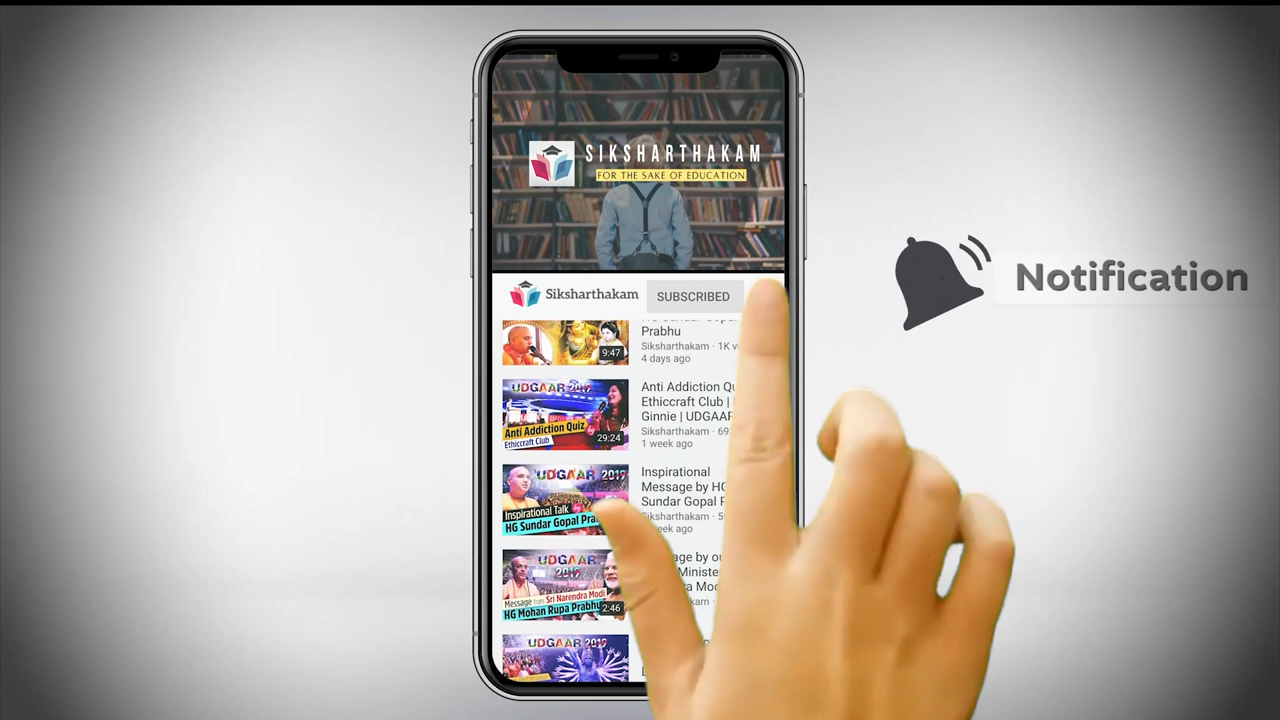 SIKSHARTHAKAM
FOR THE SAKE OF EDUCATION
Siksharthakam
SUBSCRIBED
Notification
9:47
Prabhu
Siksharthakam · 1K
4 days ago
UDGAAR 2019
Anti Addiction Quiz
Ethiccraft Club
29:24
Anti Addiction
Ethiccraft Club |
Ginnie | UDGAAR
Siksharthakam
1 week ago
UDGAAR 2019
Inspirational Talk by
HG Sundar Gopal
Inspirational
Message by HG
Sundar Gopal
Siksharthakam
UDGAAR
2019
Message from Sri Narendra Modi
HG Mohan Rupa Prabhu
2:46
UDGAAR 2019